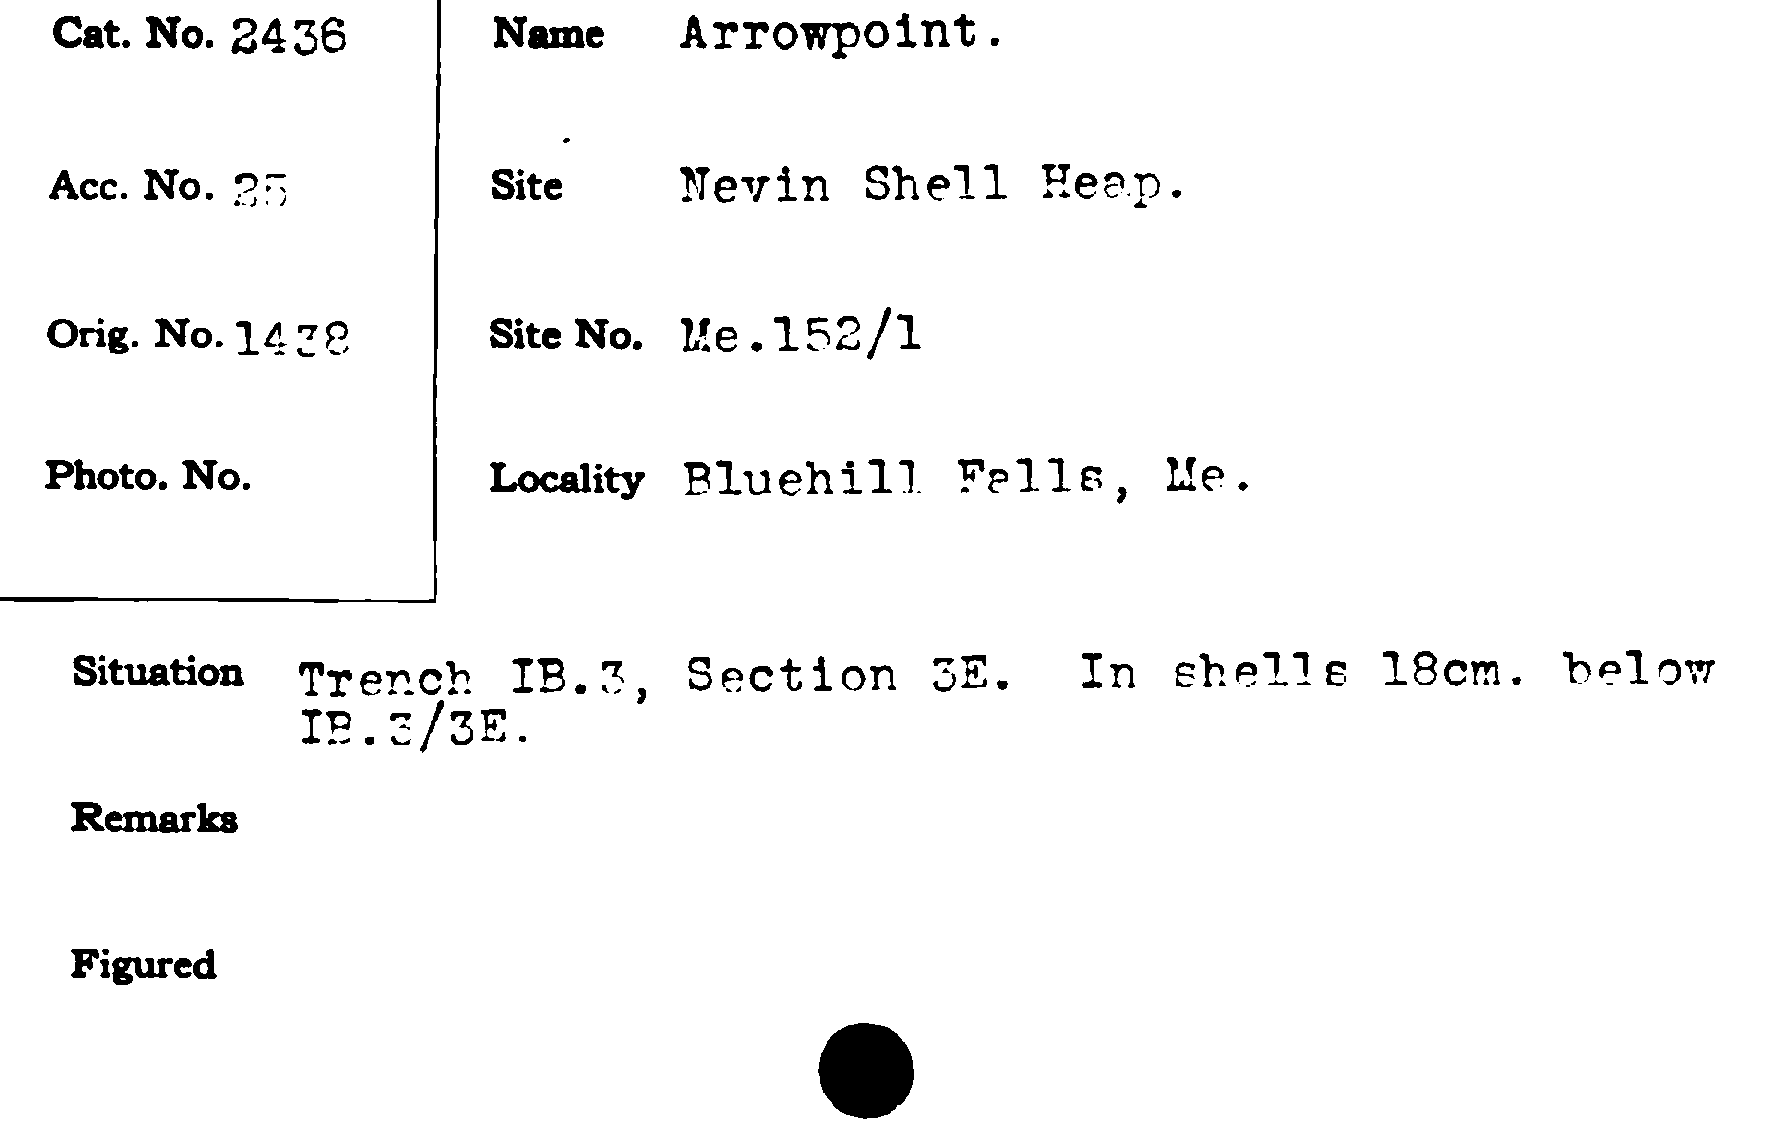 Cat. No. 2436
Name Arrowpoint.
Acc. No. 25
Site Nevin Shell Heap.
Orig. No. 1438
Site No. Me.152/1
Photo. No.
Locality Bluehill Falls, Me.
Situation Trench IB.3, Section 3E. In shells 18cm. below
IB.3/3E.
Remarks
Figured